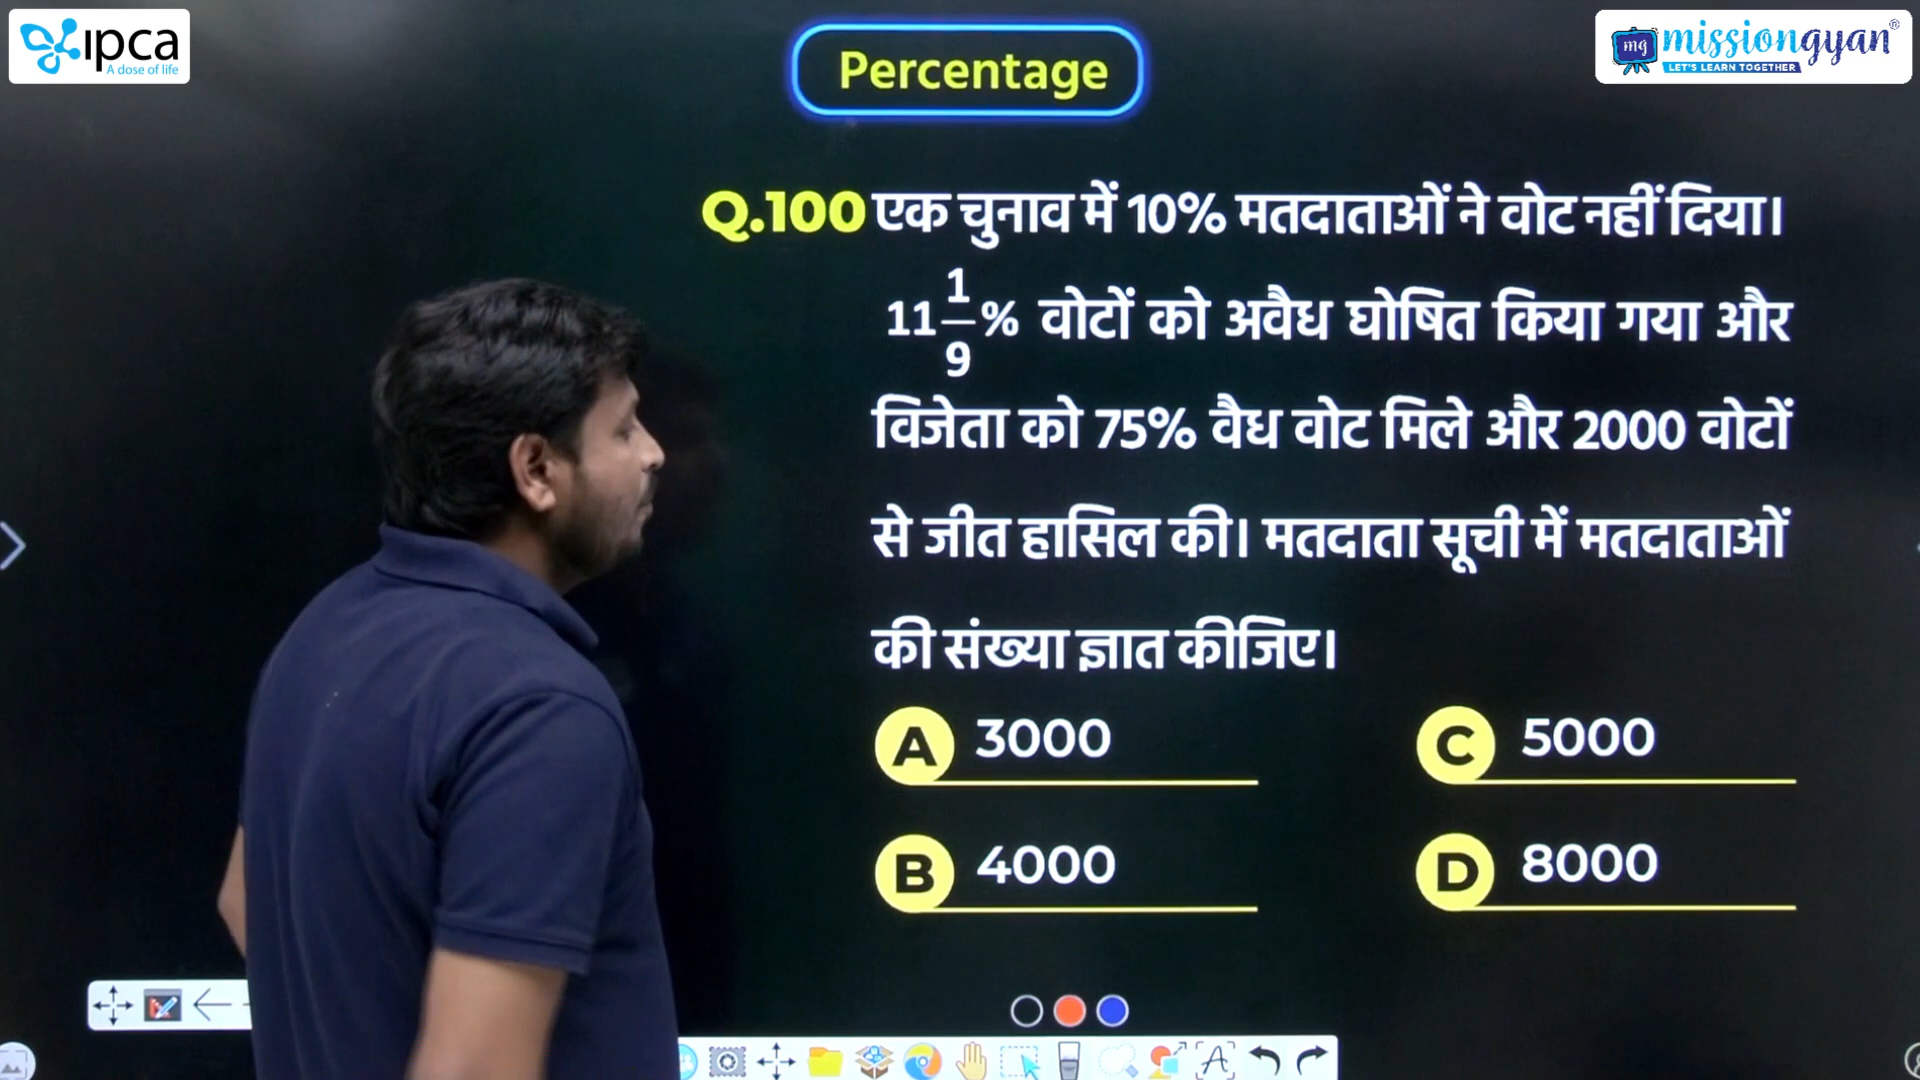 ipca
A dose of life
Percentage
mg missiongyan®
LET'S LEARN TOGETHER
Q.100 एक चुनाव में 10% मतदाताओं ने वोट नहीं दिया।
11 1/9 % वोटों को अवैध घोषित किया गया और
विजेता को 75% वैध वोट मिले और 2000 वोटों
से जीत हासिल की। मतदाता सूची में मतदाताओं
की संख्या ज्ञात कीजिए।
A 3000
C 5000
B 4000
D 8000